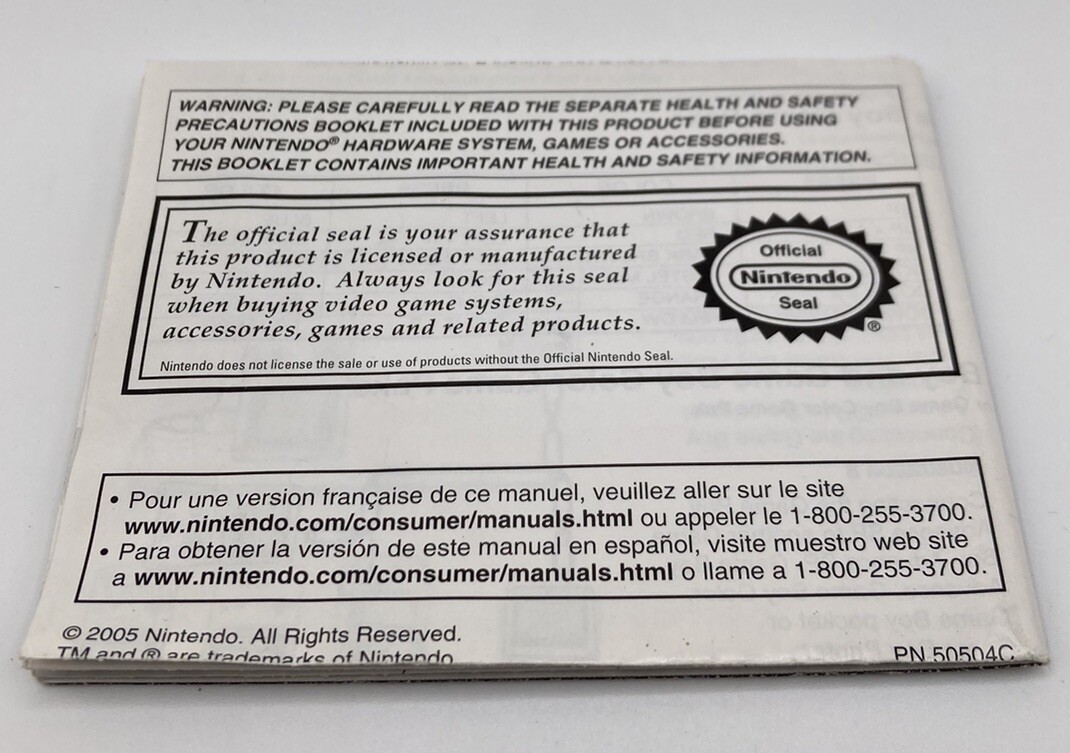 WARNING: PLEASE CAREFULLY READ THE SEPARATE HEALTH AND SAFETY
PRECAUTIONS BOOKLET INCLUDED WITH THIS PRODUCT BEFORE USING
YOUR NINTENDO® HARDWARE SYSTEM, GAMES OR ACCESSORIES.
THIS BOOKLET CONTAINS IMPORTANT HEALTH AND SAFETY INFORMATION.
The official seal is your assurance that
this product is licensed or manufactured
by Nintendo. Always look for this seal
when buying video game systems,
accessories, games and related products.
Nintendo does not license the sale or use of products without the Official Nintendo Seal.
Official
Nintendo
Seal
®
• Pour une version française de ce manuel, veuillez aller sur le site
www.nintendo.com/consumer/manuals.html ou appeler le 1-800-255-3700.
• Para obtener la versión de este manual en español, visite muestro web site
a www.nintendo.com/consumer/manuals.html o llame a 1-800-255-3700.
© 2005 Nintendo. All Rights Reserved.
TM and ® are trademarks of Nintendo
PN 50504C